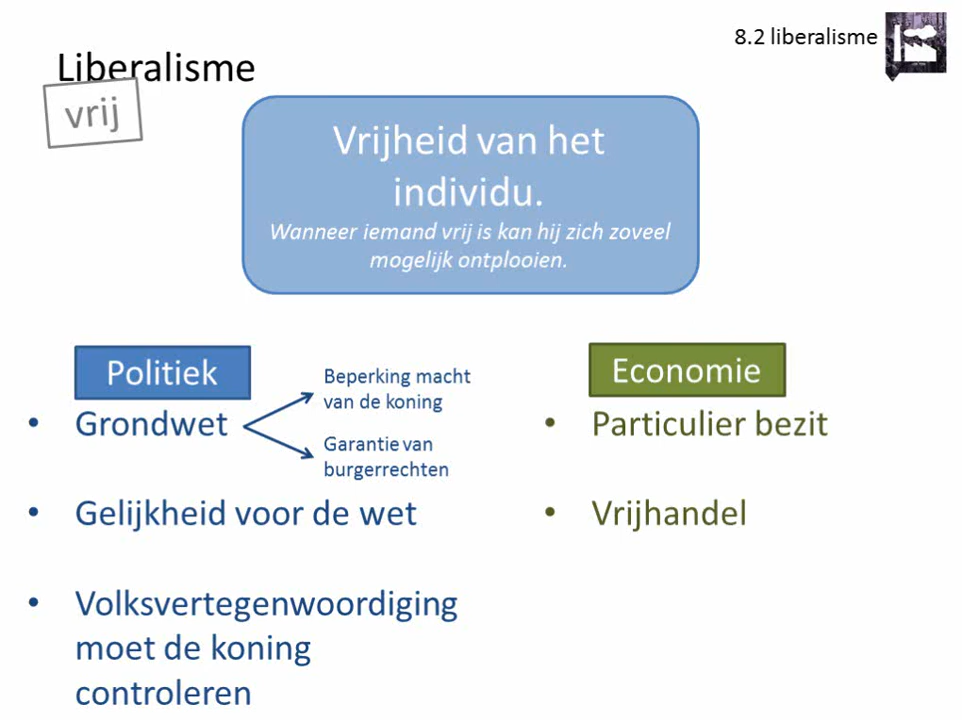 8.2 liberalisme
Liberalisme
vrij
Vrijheid van het
individu.
Wanneer iemand vrij is kan hij zich zoveel
mogelijk ontplooien.
Politiek
• Grondwet
Beperking macht
van de koning
Garantie van
burgerrechten
• Gelijkheid voor de wet
• Volksvertegenwoordiging
moet de koning
controleren
Economie
• Particulier bezit
• Vrijhandel